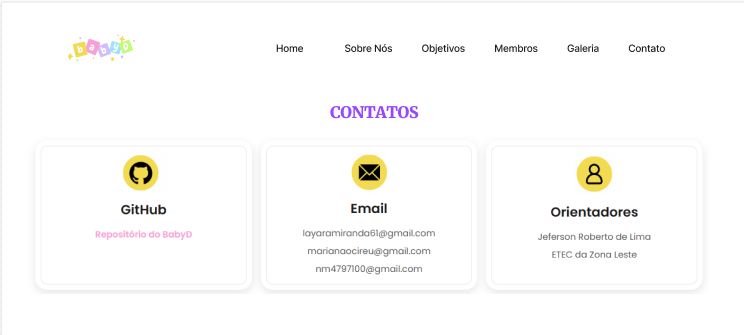 babyD
Home Sobre Nós Objetivos Membros Galeria Contato
CONTATOS
GitHub
Repositório do BabyD
Email
layaramiranda61@gmail.com
marianaocireu@gmail.com
nm4797100@gmail.com
Orientadores
Jeferson Roberto de Lima
ETEC da Zona Leste